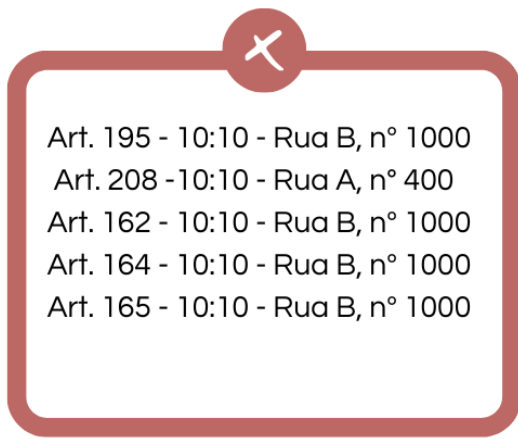 Art. 195 - 10:10 - Rua B, n° 1000
Art. 208 -10:10 - Rua A, n° 400
Art. 162 - 10:10 - Rua B, n° 1000
Art. 164 - 10:10 - Rua B, n° 1000
Art. 165 - 10:10 - Rua B, n° 1000